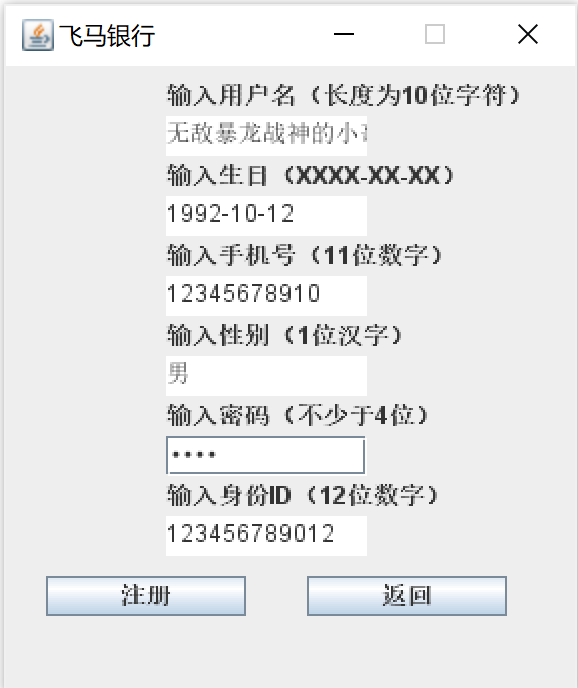 飞马银行
输入用户名（长度为10位字符）
无敌暴龙战神的小
输入生日（XXXX-XX-XX）
1992-10-12
输入手机号（11位数字）
12345678910
输入性别（1位汉字）
男
输入密码（不少于4位）
••••
输入身份ID（12位数字）
123456789012
注册 返回